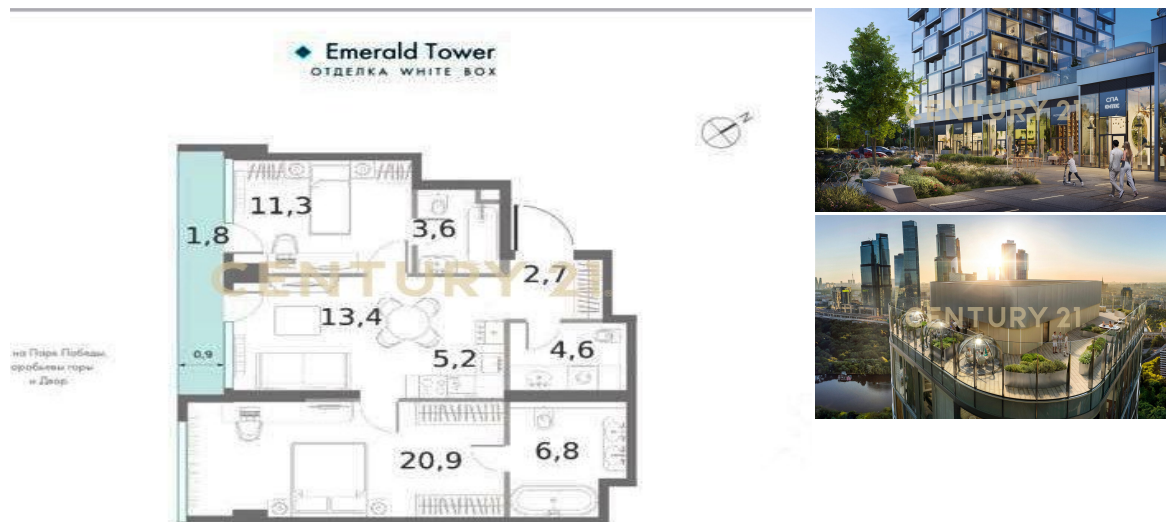 Emerald Tower
ОТДЕЛКА WHITE BOX
N
11,3
1,8
3,6
CENTURY 21
2,7
13,4
4,6
5,2
0,9
на Парк Победы,
горы
и Двор
20,9
6,8
CENTURY 21
СПА
CENTURY 21